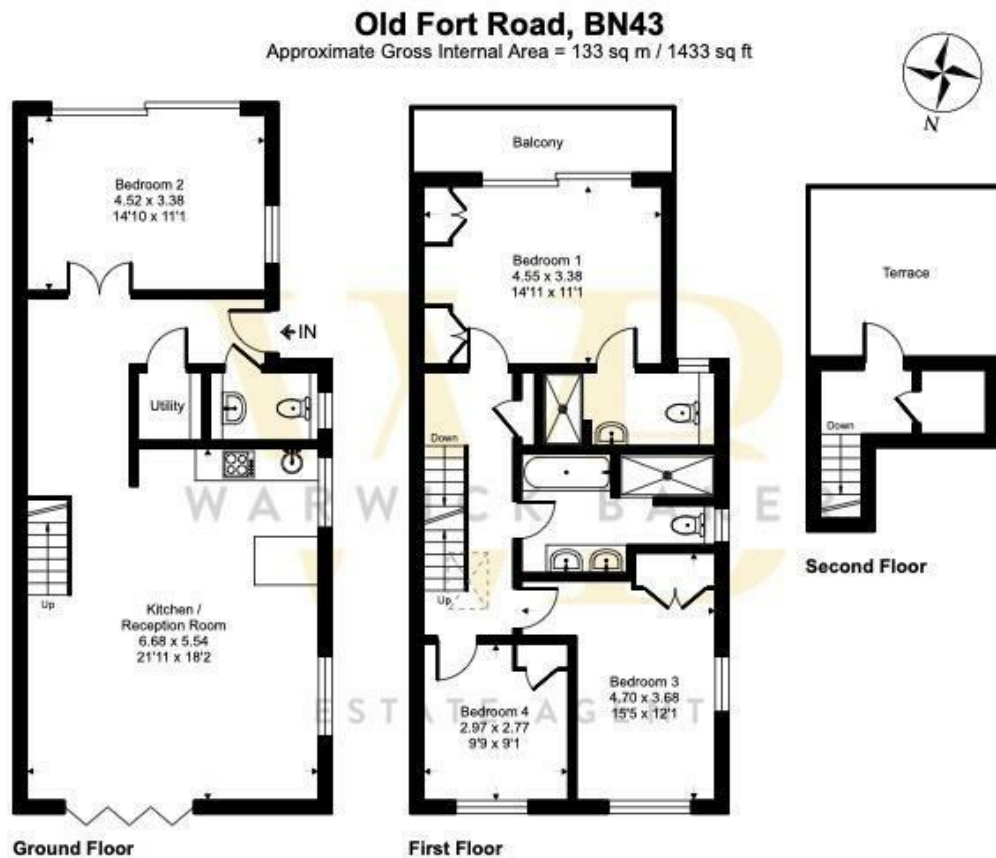 Old Fort Road, BN43
Approximate Gross Internal Area = 133 sq m / 1433 sq ft
N
Bedroom 2
4.52 x 3.38
14'10 x 11'1
IN
Utility
Up
Kitchen /
Reception Room
6.68 x 5.54
21'11 x 18'2
Ground Floor
Balcony
Bedroom 1
4.55 x 3.38
14'11 x 11'1
Down
Up
Bedroom 3
4.70 x 3.68
15'5 x 12'1
Bedroom 4
2.97 x 2.77
9'9 x 9'1
First Floor
Terrace
Down
Second Floor
WB
WARWICK BAKER
ESTATE AGENT